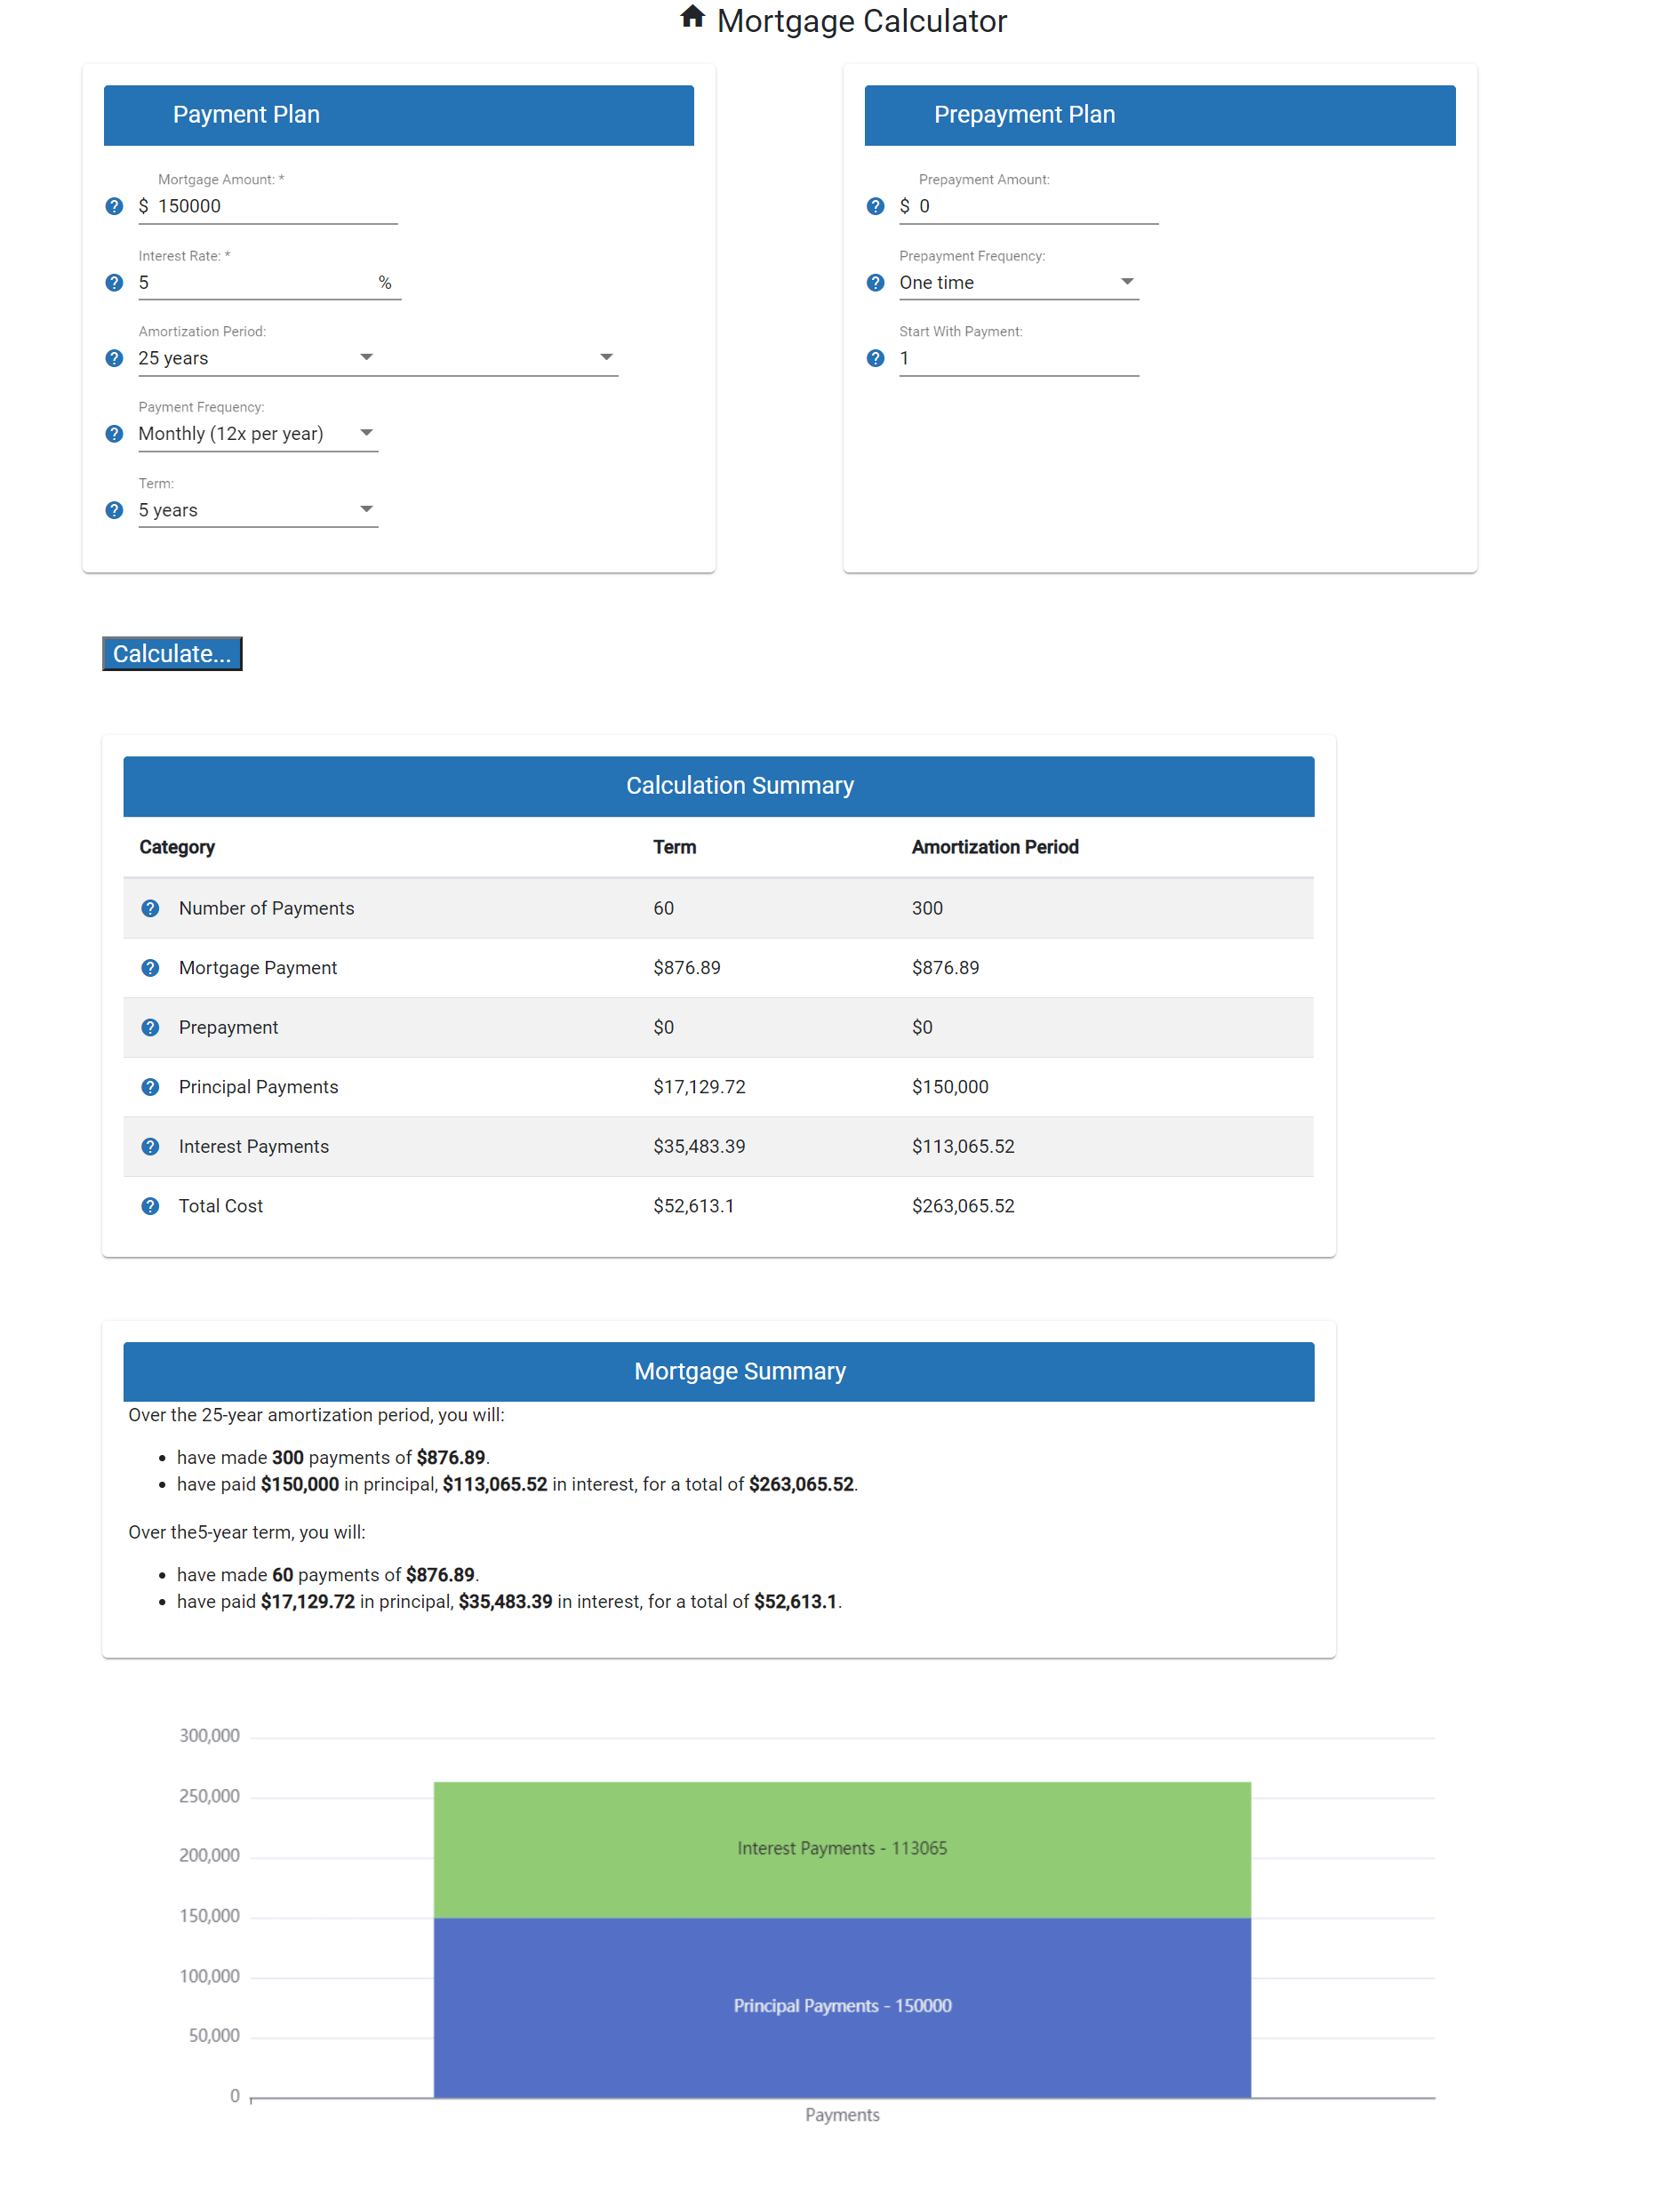 Mortgage Calculator
Payment Plan
Mortgage Amount: *
$ 150000
Interest Rate: *
5 %
Amortization Period:
25 years
Payment Frequency:
Monthly (12x per year)
Term:
5 years
Prepayment Plan
Prepayment Amount:
$ 0
Prepayment Frequency:
One time
Start With Payment:
1
Calculate...
Calculation Summary
Category Term Amortization Period
Number of Payments 60 300
Mortgage Payment $876.89 $876.89
Prepayment $0 $0
Principal Payments $17,129.72 $150,000
Interest Payments $35,483.39 $113,065.52
Total Cost $52,613.1 $263,065.52
Mortgage Summary
Over the 25-year amortization period, you will:
• have made 300 payments of $876.89.
• have paid $150,000 in principal, $113,065.52 in interest, for a total of $263,065.52.
Over the5-year term, you will:
• have made 60 payments of $876.89.
• have paid $17,129.72 in principal, $35,483.39 in interest, for a total of $52,613.1.
300,000
250,000
Interest Payments - 113065
200,000
150,000
100,000
Principal Payments - 150000
50,000
0
Payments